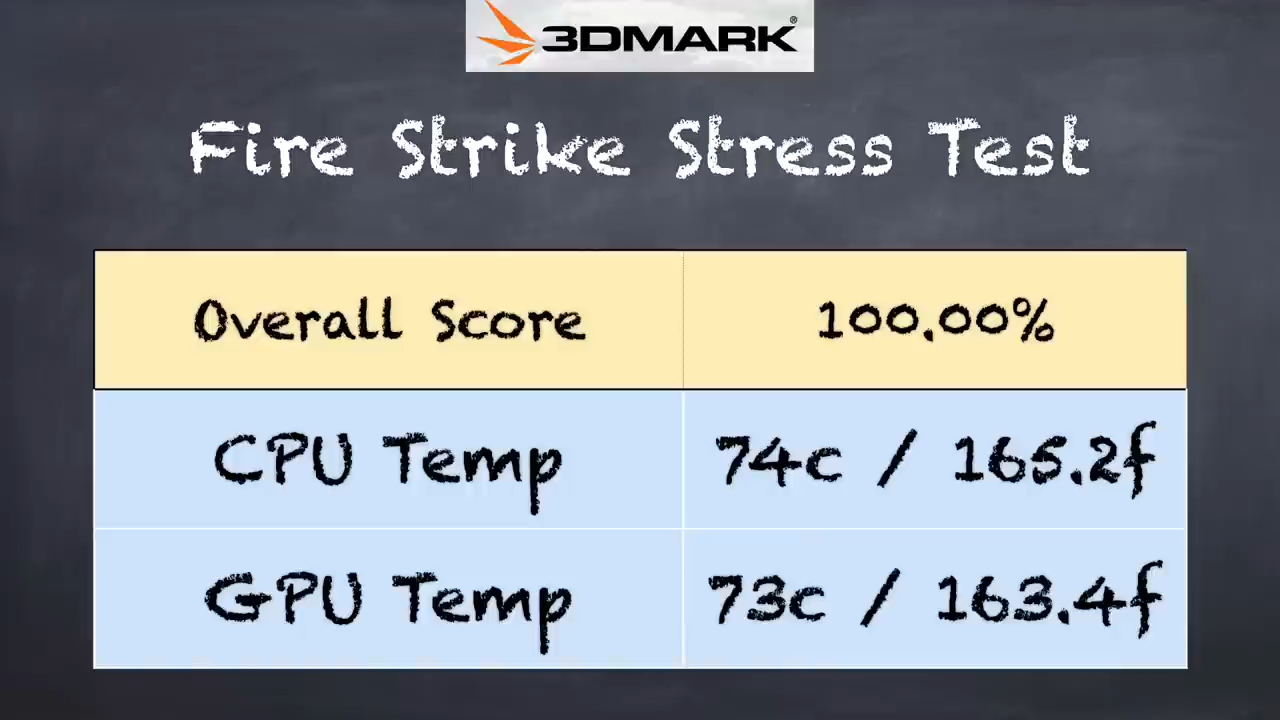 3DMARK®
Fire Strike Stress Test
Overall Score 100.00%
CPU Temp 74c / 165.2f
GPU Temp 73c / 163.4f